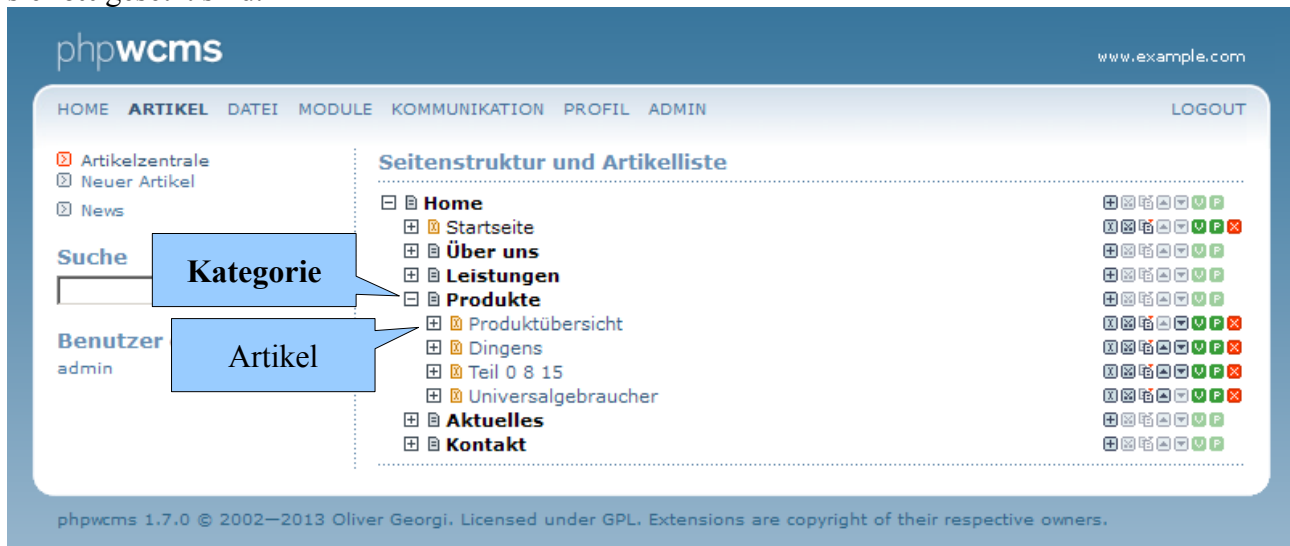 phpwcms
www.example.com
HOME ARTIKEL DATEI MODULE KOMMUNIKATION PROFIL ADMIN LOGOUT
Artikelzentrale
Neuer Artikel
News
Suche
Kategorie
Benutzer
Artikel
admin
Seitenstruktur und Artikelliste
Home
Startseite
Über uns
Leistungen
Produkte
Produktübersicht
Dingens
Teil 0 8 15
Universalgebraucher
Aktuelles
Kontakt
phpwcms 1.7.0 © 2002—2013 Oliver Georgi. Licensed under GPL. Extensions are copyright of their respective owners.